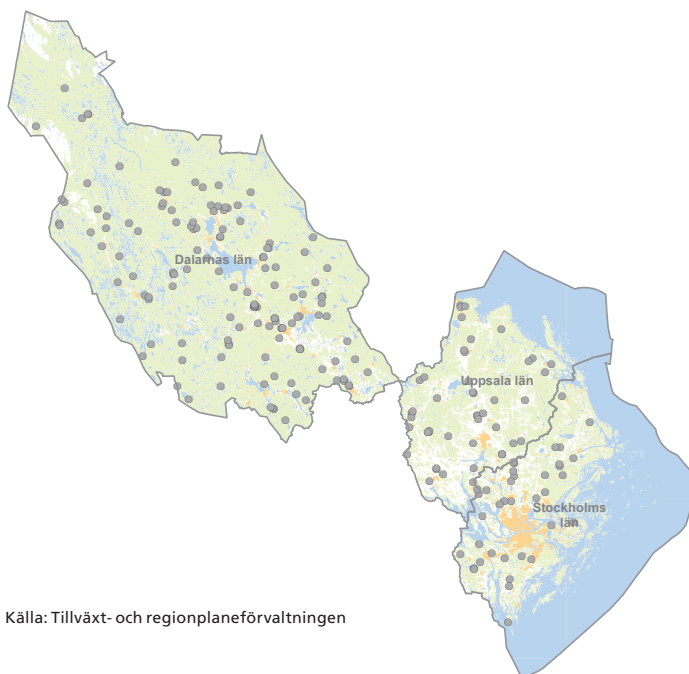 Dalarnas län
Uppsala län
Stockholms
län
Källa: Tillväxt- och regionplaneförvaltningen